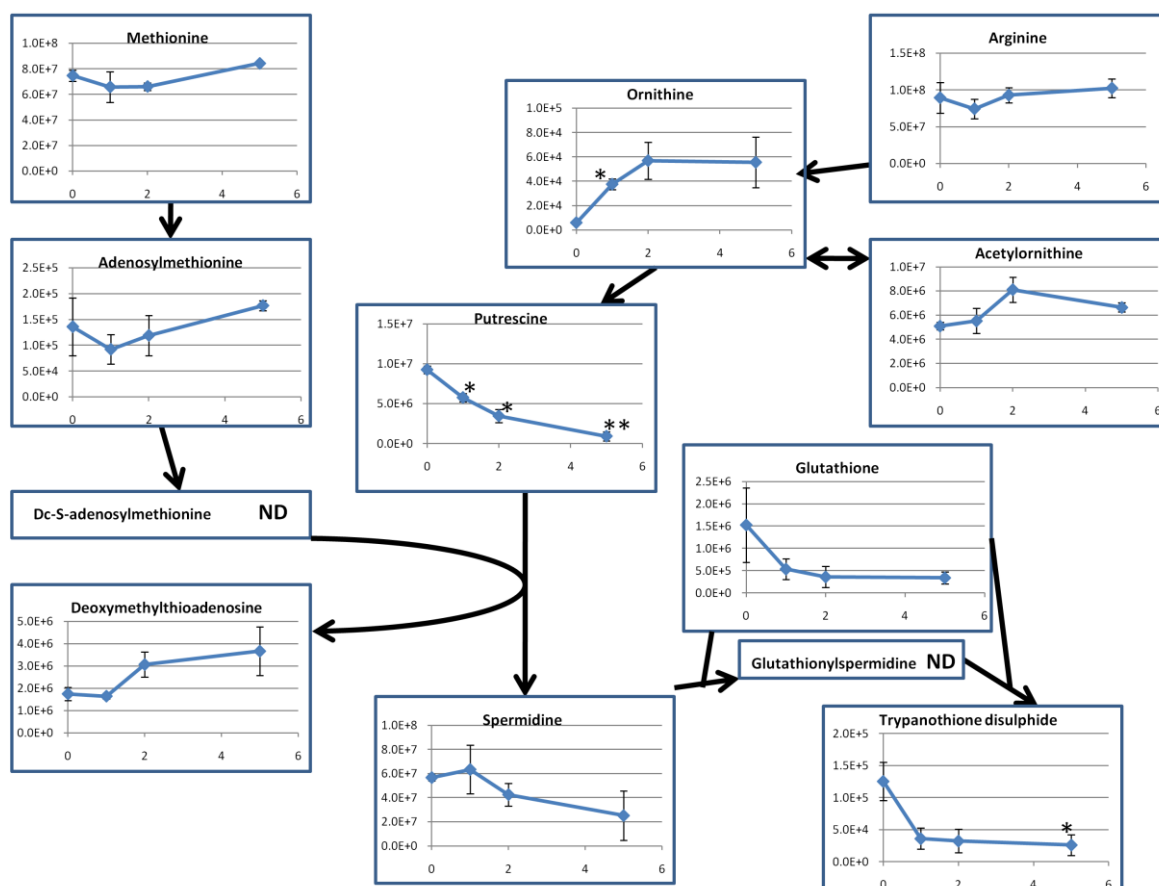 Methionine
1.0E+8
8.0E+7
6.0E+7
4.0E+7
2.0E+7
0.0E+0
0 2 4 6
Arginine
1.5E+8
1.0E+8
5.0E+7
0.0E+0
0 2 4 6
Ornithine
1.0E+5
8.0E+4
6.0E+4
4.0E+4
2.0E+4
0.0E+0
*
0 2 4 6
Adenosylmethionine
2.5E+5
2.0E+5
1.5E+5
1.0E+5
5.0E+4
0.0E+0
0 2 4 6
Acetylornithine
1.0E+7
8.0E+6
6.0E+6
4.0E+6
2.0E+6
0.0E+0
0 2 4 6
Putrescine
1.5E+7
1.0E+7
5.0E+6
0.0E+0
* * **
0 2 4 6
Dc-S-adenosylmethionine ND
Glutathione
2.5E+6
2.0E+6
1.5E+6
1.0E+6
5.0E+5
0.0E+0
0 2 4 6
Deoxymethylthioadenosine
5.0E+6
4.0E+6
3.0E+6
2.0E+6
1.0E+6
0.0E+0
0 2 4 6
Glutathionylspermidine ND
Spermidine
1.0E+8
8.0E+7
6.0E+7
4.0E+7
2.0E+7
0.0E+0
0 2 4 6
Trypanothione disulphide
2.0E+5
1.5E+5
1.0E+5
5.0E+4
0.0E+0
*
0 2 4 6